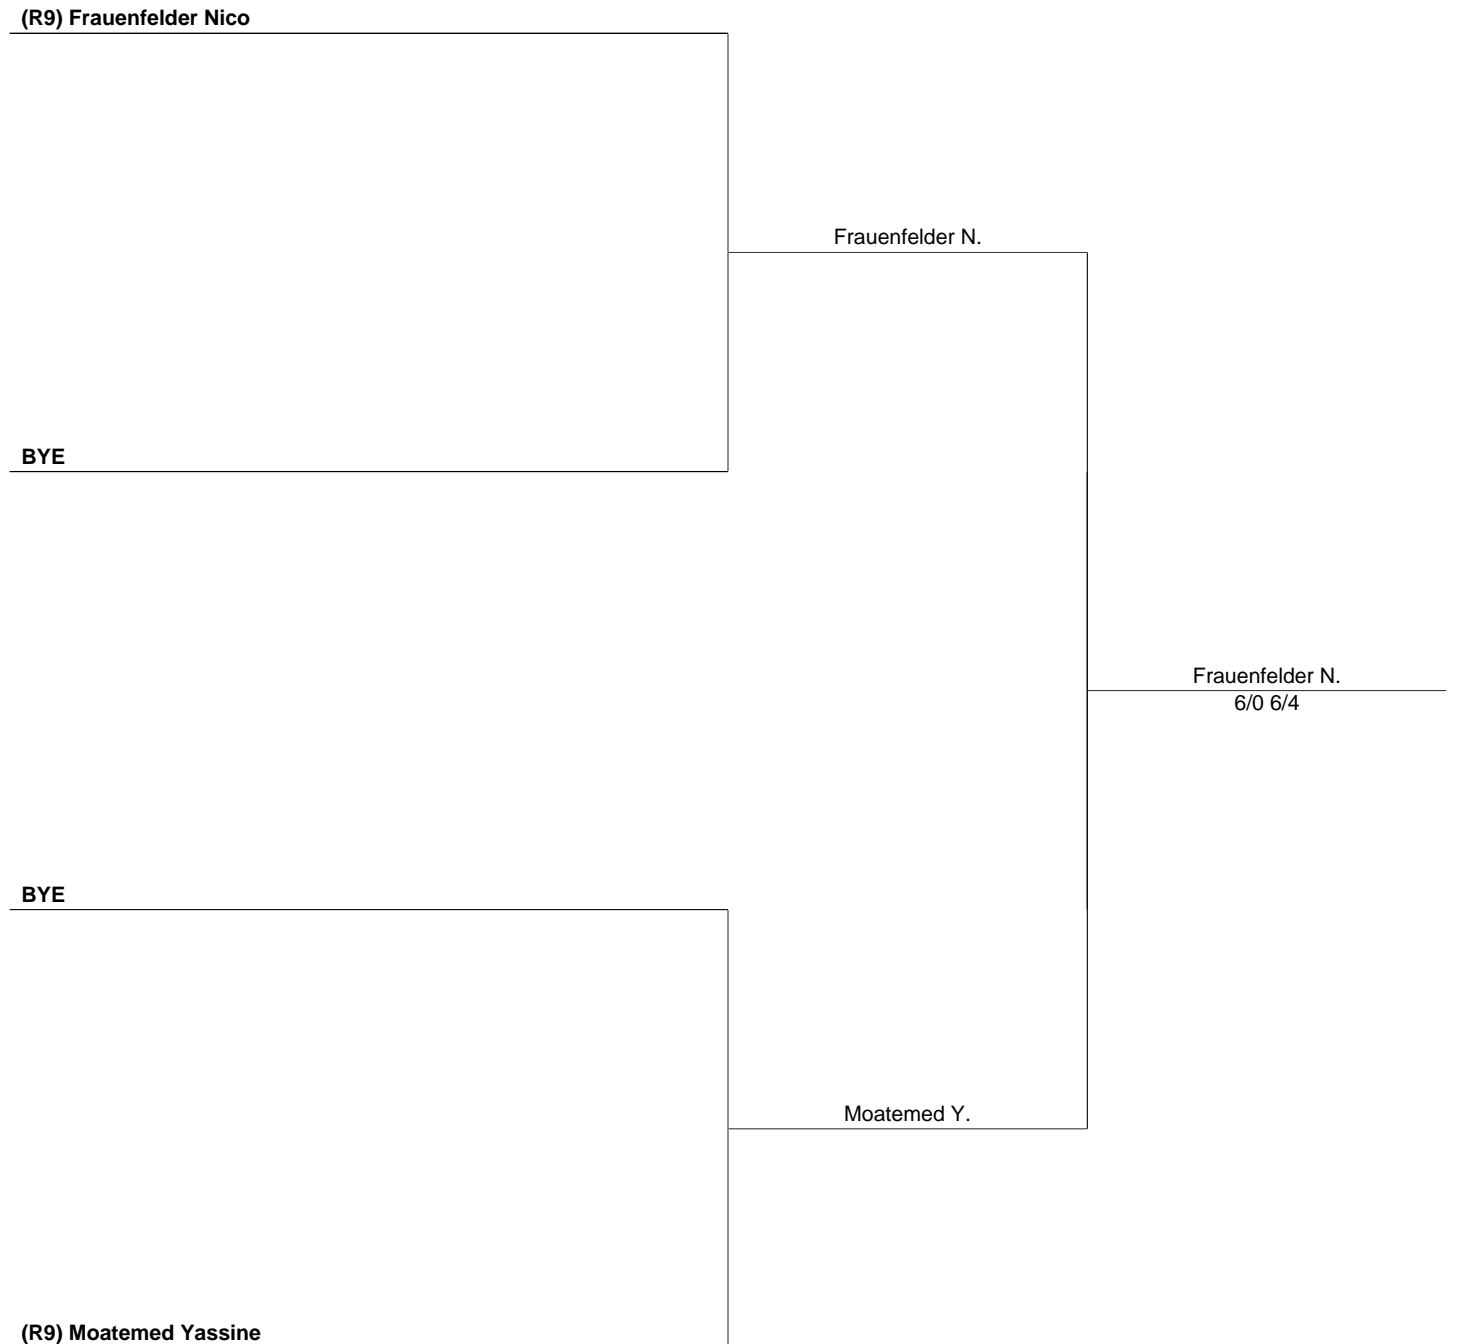 (R9) Frauenfelder Nico
Frauenfelder N.
BYE
Frauenfelder N.
6/0 6/4
BYE
Moatemed Y.
(R9) Moatemed Yassine